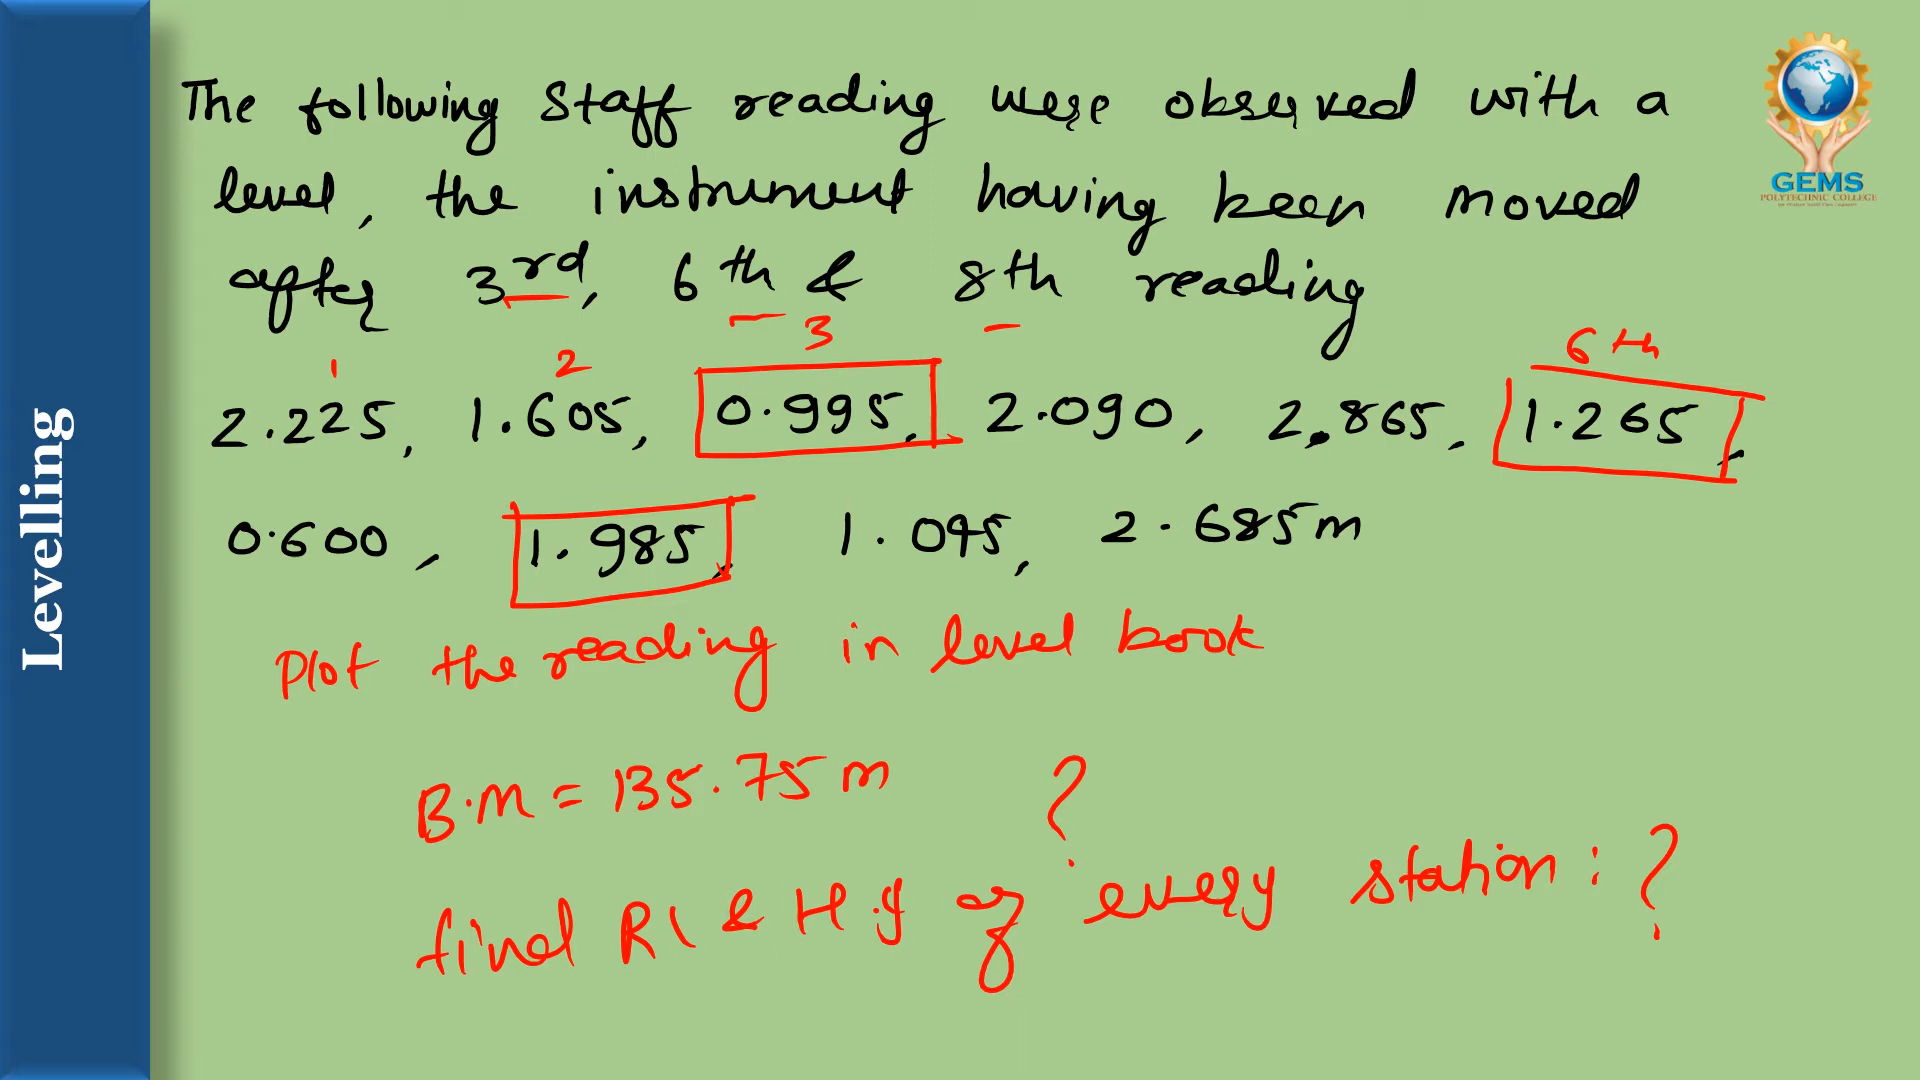 The following staff reading were observed with a
level, the instrument having been moved
after 3rd, 6th & 8th reading
1 2 3 6th
2.225, 1.605, 0.995, 2.090, 2.865, 1.265,
0.600, 1.985, 1.045, 2.685m
Plot the reading in level book
B.M = 135.75 m ?
find Rl & H.I of every station : ?
Levelling
GEMS
POLYTECHNIC COLLEGE